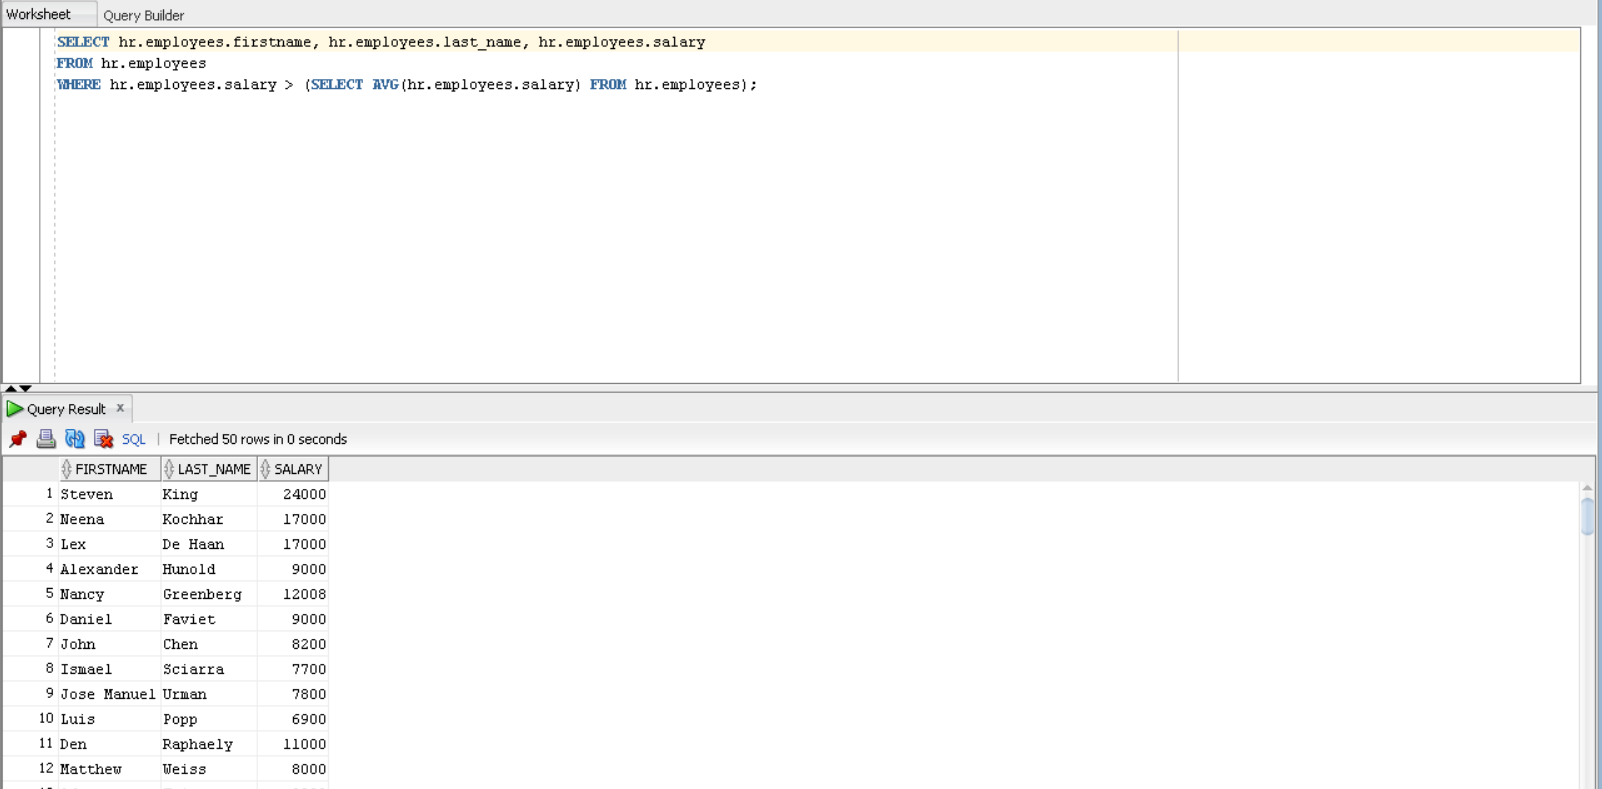 Worksheet Query Builder
SELECT hr.employees.firstname, hr.employees.last_name, hr.employees.salary
FROM hr.employees
WHERE hr.employees.salary > (SELECT AVG(hr.employees.salary) FROM hr.employees);
Query Result x
SQL | Fetched 50 rows in 0 seconds
FIRSTNAME LAST_NAME SALARY
1 Steven King 24000
2 Neena Kochhar 17000
3 Lex De Haan 17000
4 Alexander Hunold 9000
5 Nancy Greenberg 12008
6 Daniel Faviet 9000
7 John Chen 8200
8 Ismael Sciarra 7700
9 Jose Manuel Urman 7800
10 Luis Popp 6900
11 Den Raphaely 11000
12 Matthew Weiss 8000